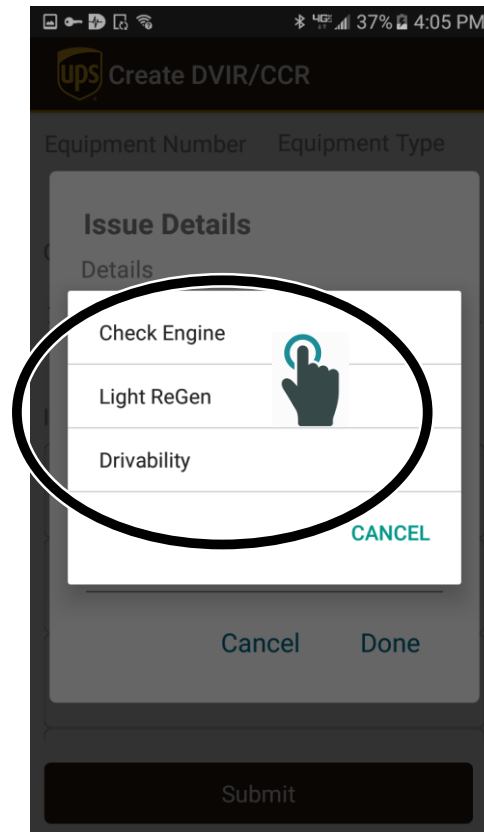 4G 37% 4:05 PM
ups Create DVIR/CCR
Equipment Number Equipment Type
Issue Details
Details
Check Engine
Light ReGen
Drivability
CANCEL
Cancel Done
Submit